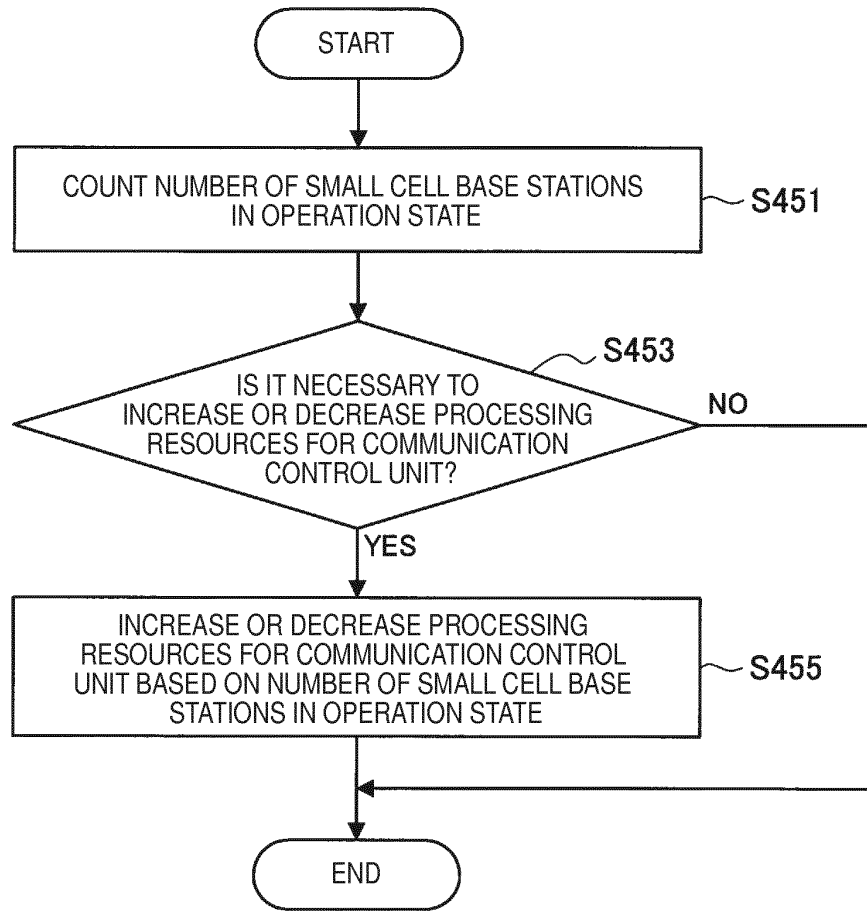 START
COUNT NUMBER OF SMALL CELL BASE STATIONS
IN OPERATION STATE
S451
S453
IS IT NECESSARY TO
INCREASE OR DECREASE PROCESSING
RESOURCES FOR COMMUNICATION
CONTROL UNIT?
NO
YES
INCREASE OR DECREASE PROCESSING
RESOURCES FOR COMMUNICATION CONTROL
UNIT BASED ON NUMBER OF SMALL CELL BASE
STATIONS IN OPERATION STATE
S455
END